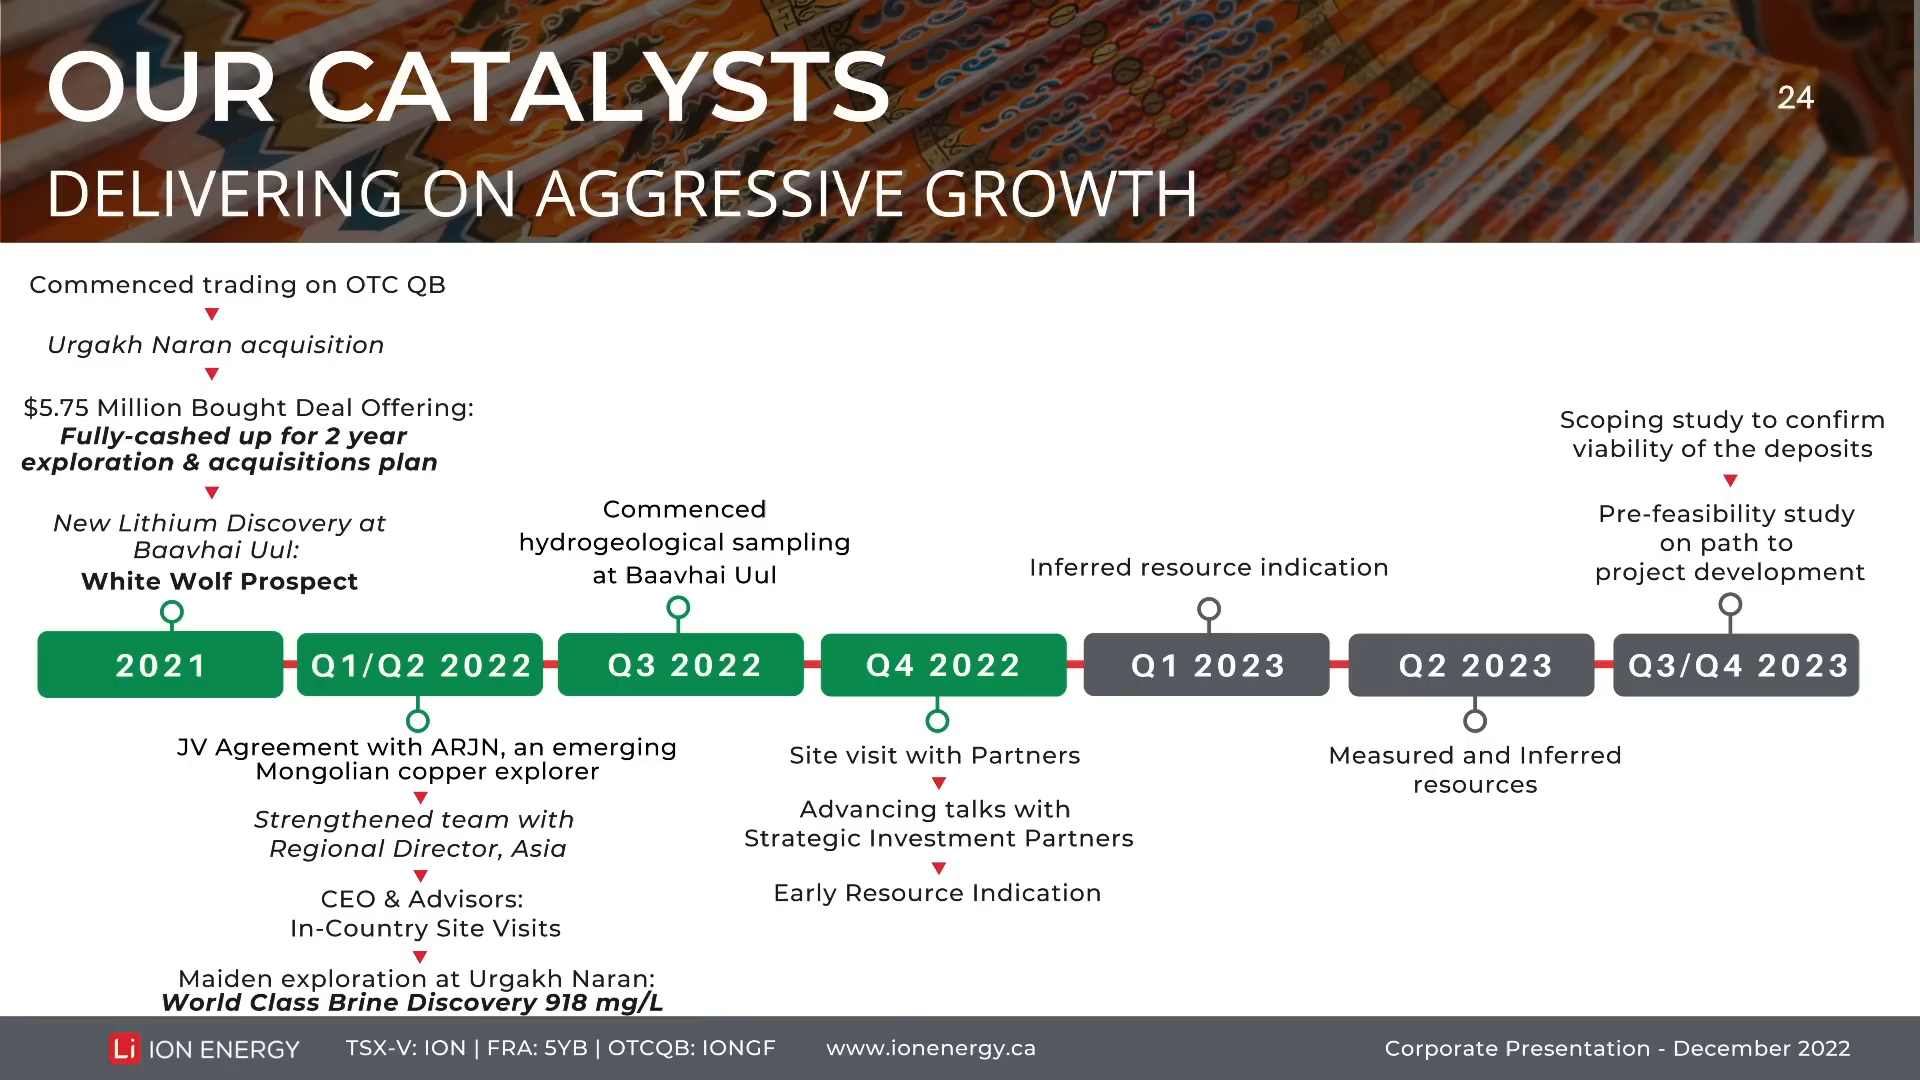 OUR CATALYSTS
24
DELIVERING ON AGGRESSIVE GROWTH
Commenced trading on OTC QB
Urgakh Naran acquisition
$5.75 Million Bought Deal Offering:
Fully-cashed up for 2 year
exploration & acquisitions plan
New Lithium Discovery at
Baavhai Uul:
White Wolf Prospect
Commenced
hydrogeological sampling
at Baavhai Uul
Inferred resource indication
Scoping study to confirm
viability of the deposits
Pre-feasibility study
on path to
project development
2021
Q1/Q2 2022
Q3 2022
Q4 2022
Q1 2023
Q2 2023
Q3/Q4 2023
JV Agreement with ARJN, an emerging
Mongolian copper explorer
Strengthened team with
Regional Director, Asia
CEO & Advisors:
In-Country Site Visits
Maiden exploration at Urgakh Naran:
World Class Brine Discovery 918 mg/L
Site visit with Partners
Advancing talks with
Strategic Investment Partners
Early Resource Indication
Measured and Inferred
resources
Li ION ENERGY
TSX-V: ION | FRA: 5YB | OTCQB: IONGF
www.ionenergy.ca
Corporate Presentation - December 2022